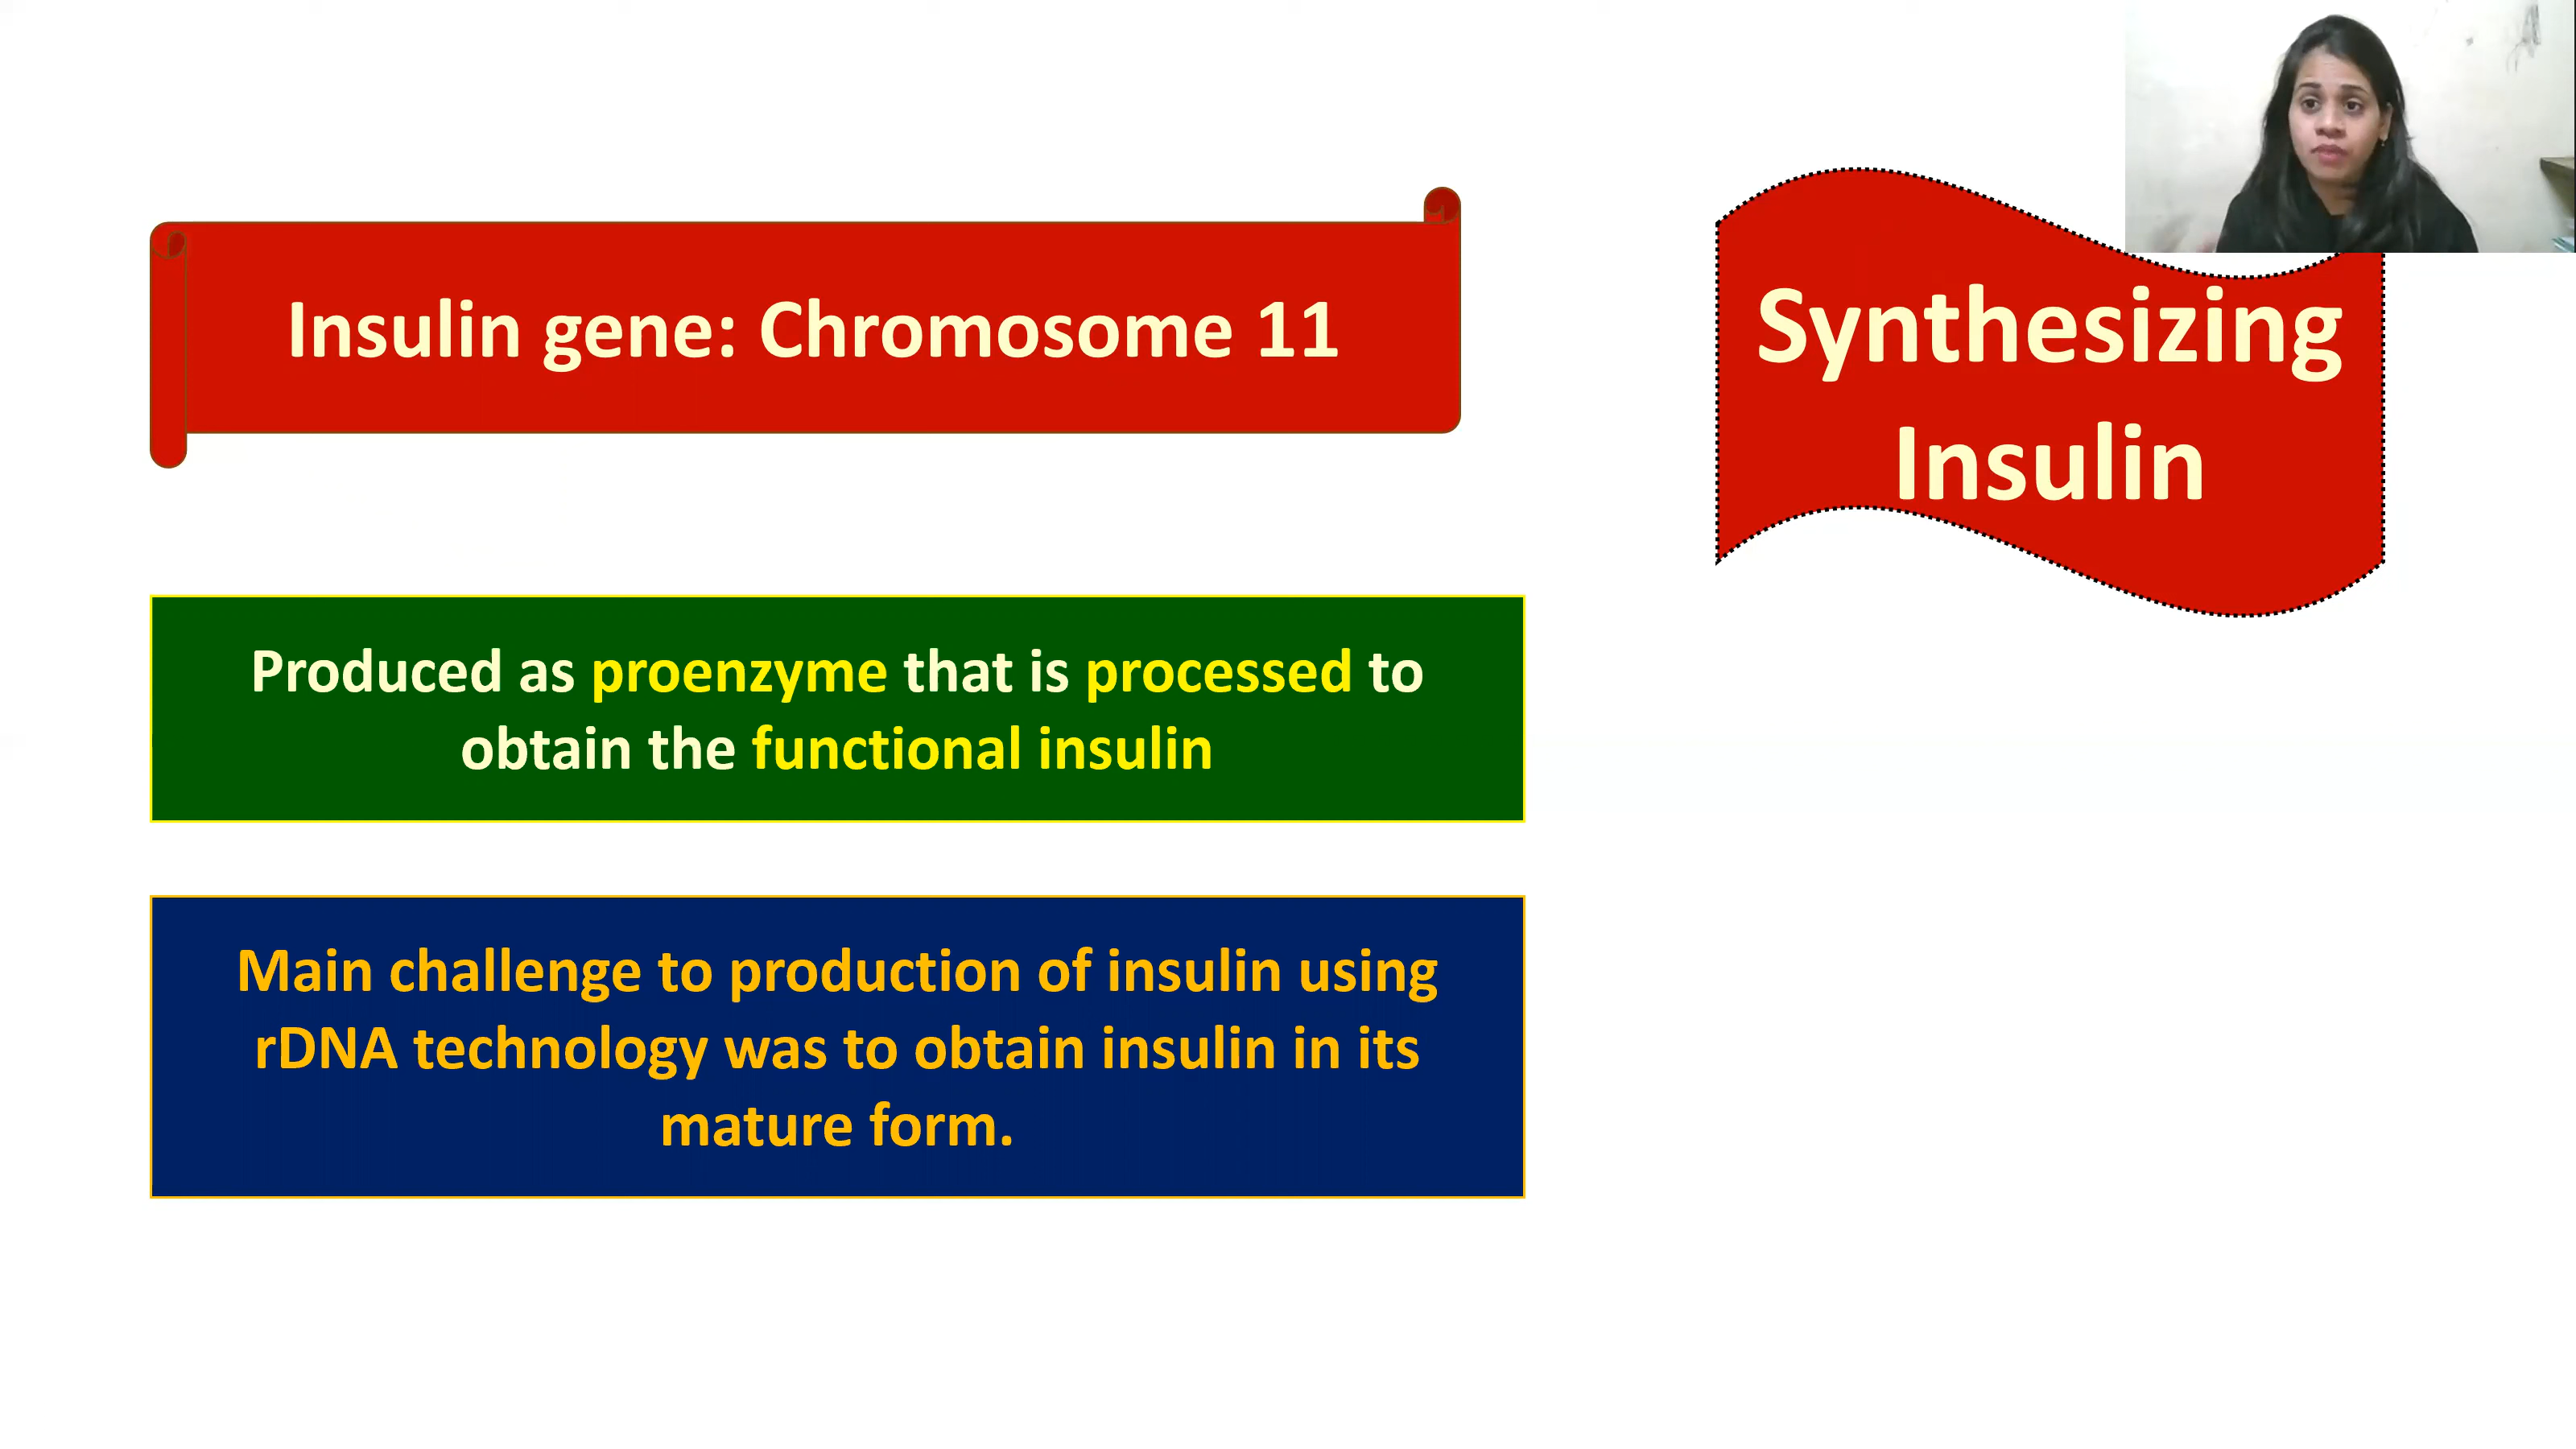 Insulin gene: Chromosome 11
Synthesizing
Insulin
Produced as proenzyme that is processed to
obtain the functional insulin
Main challenge to production of insulin using
rDNA technology was to obtain insulin in its
mature form.